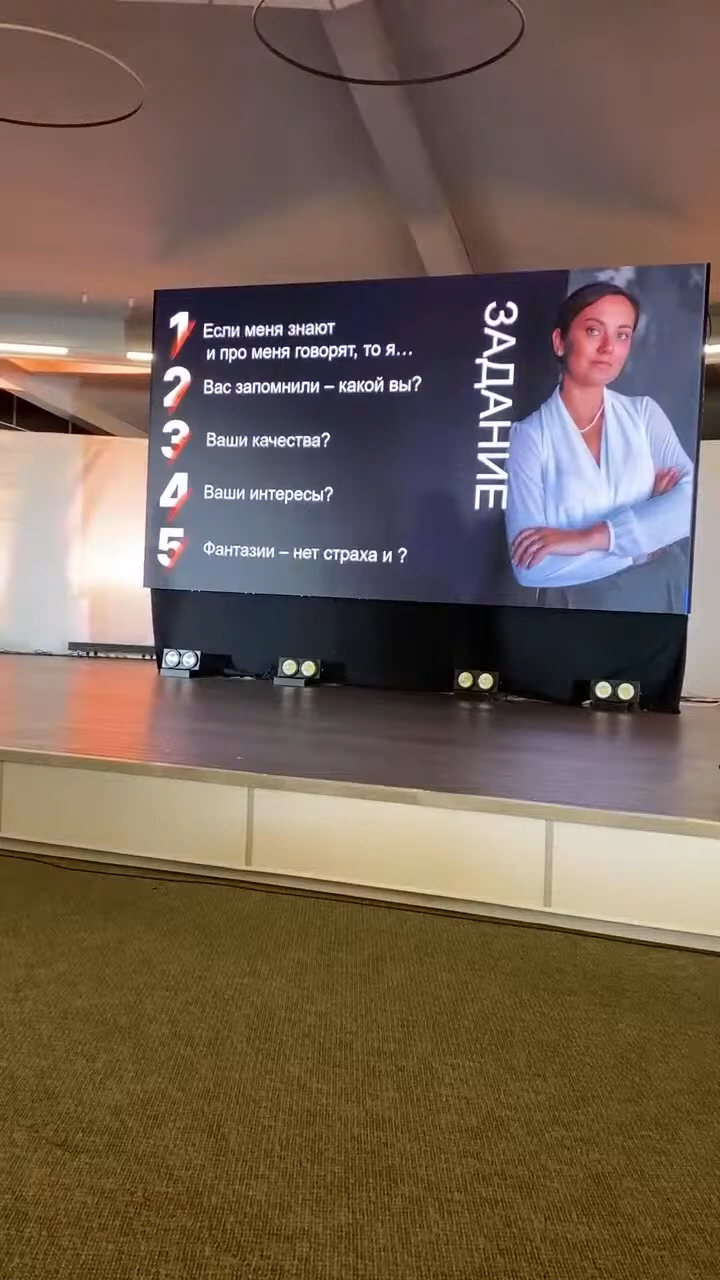 1 Если меня знают
и про меня говорят, то я...
2 Вас запомнили – какой вы?
3 Ваши качества?
4 Ваши интересы?
5 Фантазии – нет страха и ?
ЗАДАНИЕ